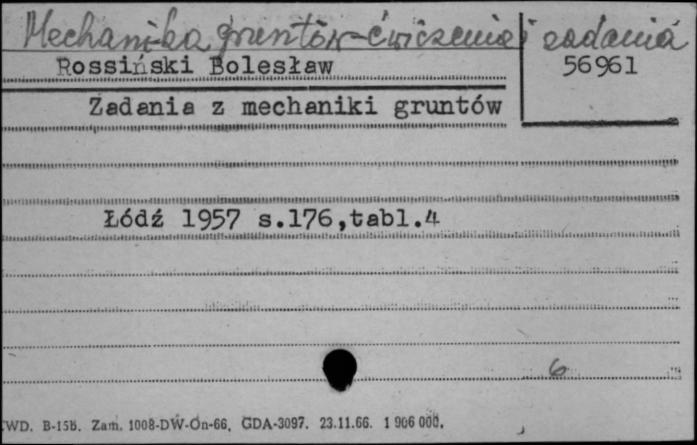 Mechanika gruntów-ćwiczenia i zadania
Rossiński Bolesław 56961
Zadania z mechaniki gruntów
Łódź 1957 s.176,tabl.4
6
WD. B-15b. Zam. 1008-DW-On-66, GDA-3097. 23.11.66. 1 906 000.